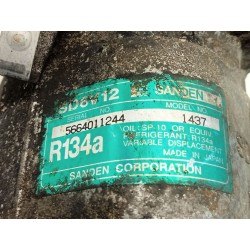 SD6V12 SANDEN
SERIAL NO. MODEL NO.
5664011244 1437
OIL: SP 10 OR EQUIV.
REFRIGERANT: R134a
R134a VARIABLE DISPLACEMENT
MADE IN JAPAN
SANDEN CORPORATION